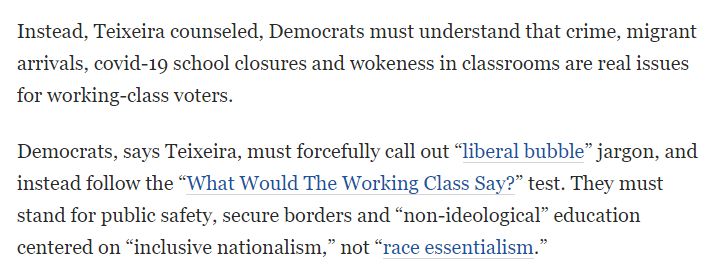 Instead, Teixeira counseled, Democrats must understand that crime, migrant
arrivals, covid-19 school closures and wokeness in classrooms are real issues
for working-class voters.
Democrats, says Teixeira, must forcefully call out “liberal bubble” jargon, and
instead follow the “What Would The Working Class Say?” test. They must
stand for public safety, secure borders and “non-ideological” education
centered on “inclusive nationalism,” not “race essentialism.”